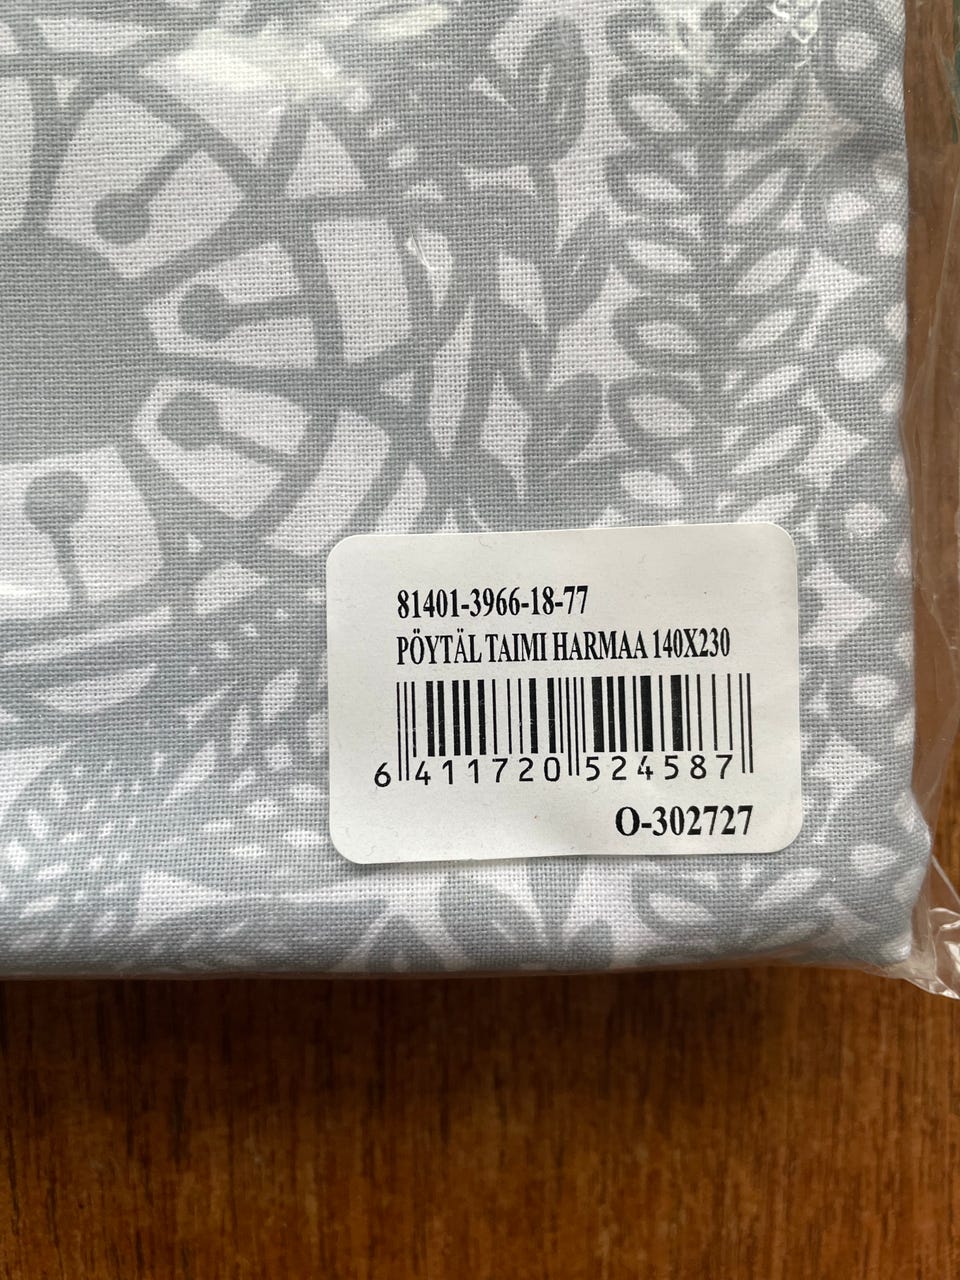 81401-3966-18-77
PÖYTÄL TAIMI HARMAA 140X230
6 411720 524587
O-302727